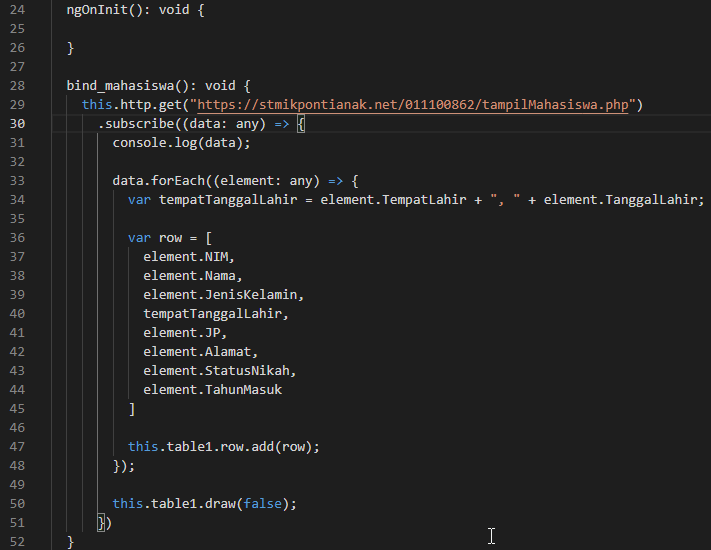 24 ngOnInit(): void {
25
26 }
27
28 bind_mahasiswa(): void {
29 this.http.get("https://stmikpontianak.net/011100862/tampilMahasiswa.php")
30 .subscribe((data: any) => {
31 console.log(data);
32
33 data.forEach((element: any) => {
34 var tempatTanggalLahir = element.TempatLahir + ", " + element.TanggalLahir;
35
36 var row = [
37 element.NIM,
38 element.Nama,
39 element.JenisKelamin,
40 tempatTanggalLahir,
41 element.JP,
42 element.Alamat,
43 element.StatusNikah,
44 element.TahunMasuk
45 ]
46
47 this.table1.row.add(row);
48 });
49
50 this.table1.draw(false);
51 })
52 }